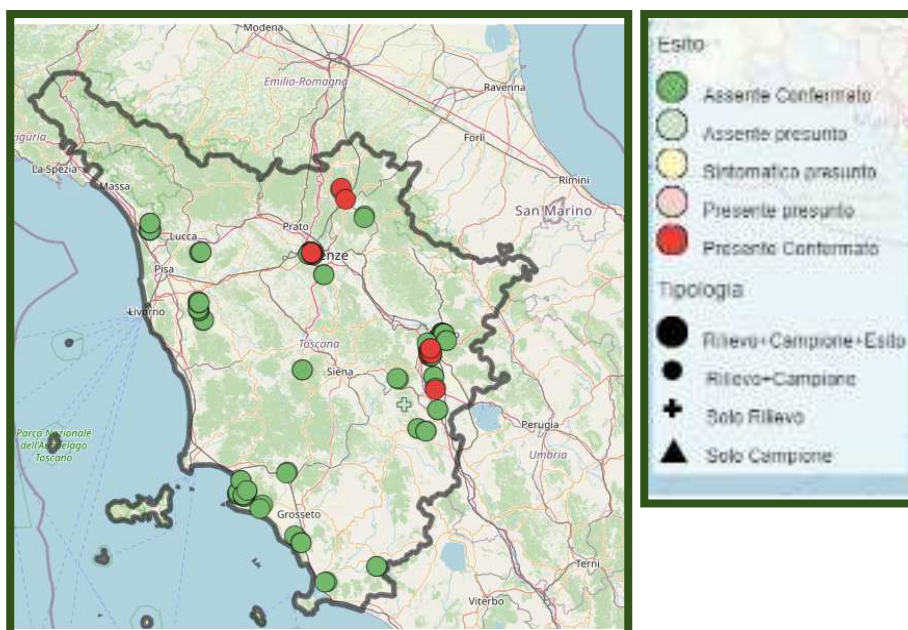 Modena
Emilia-Romagna
Ravenna
Forlì
La Spezia
Massa
Rimini
San Marino
Prato
Lucca
Pisa
enze
Livorno
Toscana
Siena
Parco Nazionale
dell'Arcipelago
Toscano
Perugia
Umbria
Grosseto
Terni
Viterbo
Esito
Assente Confermato
Assente presunto
Sintomatico presunto
Presente presunto
Presente Confermato
Tipologia
Rilievo+Campione+Esito
Rilievo+Campione
Solo Rilievo
Solo Campione